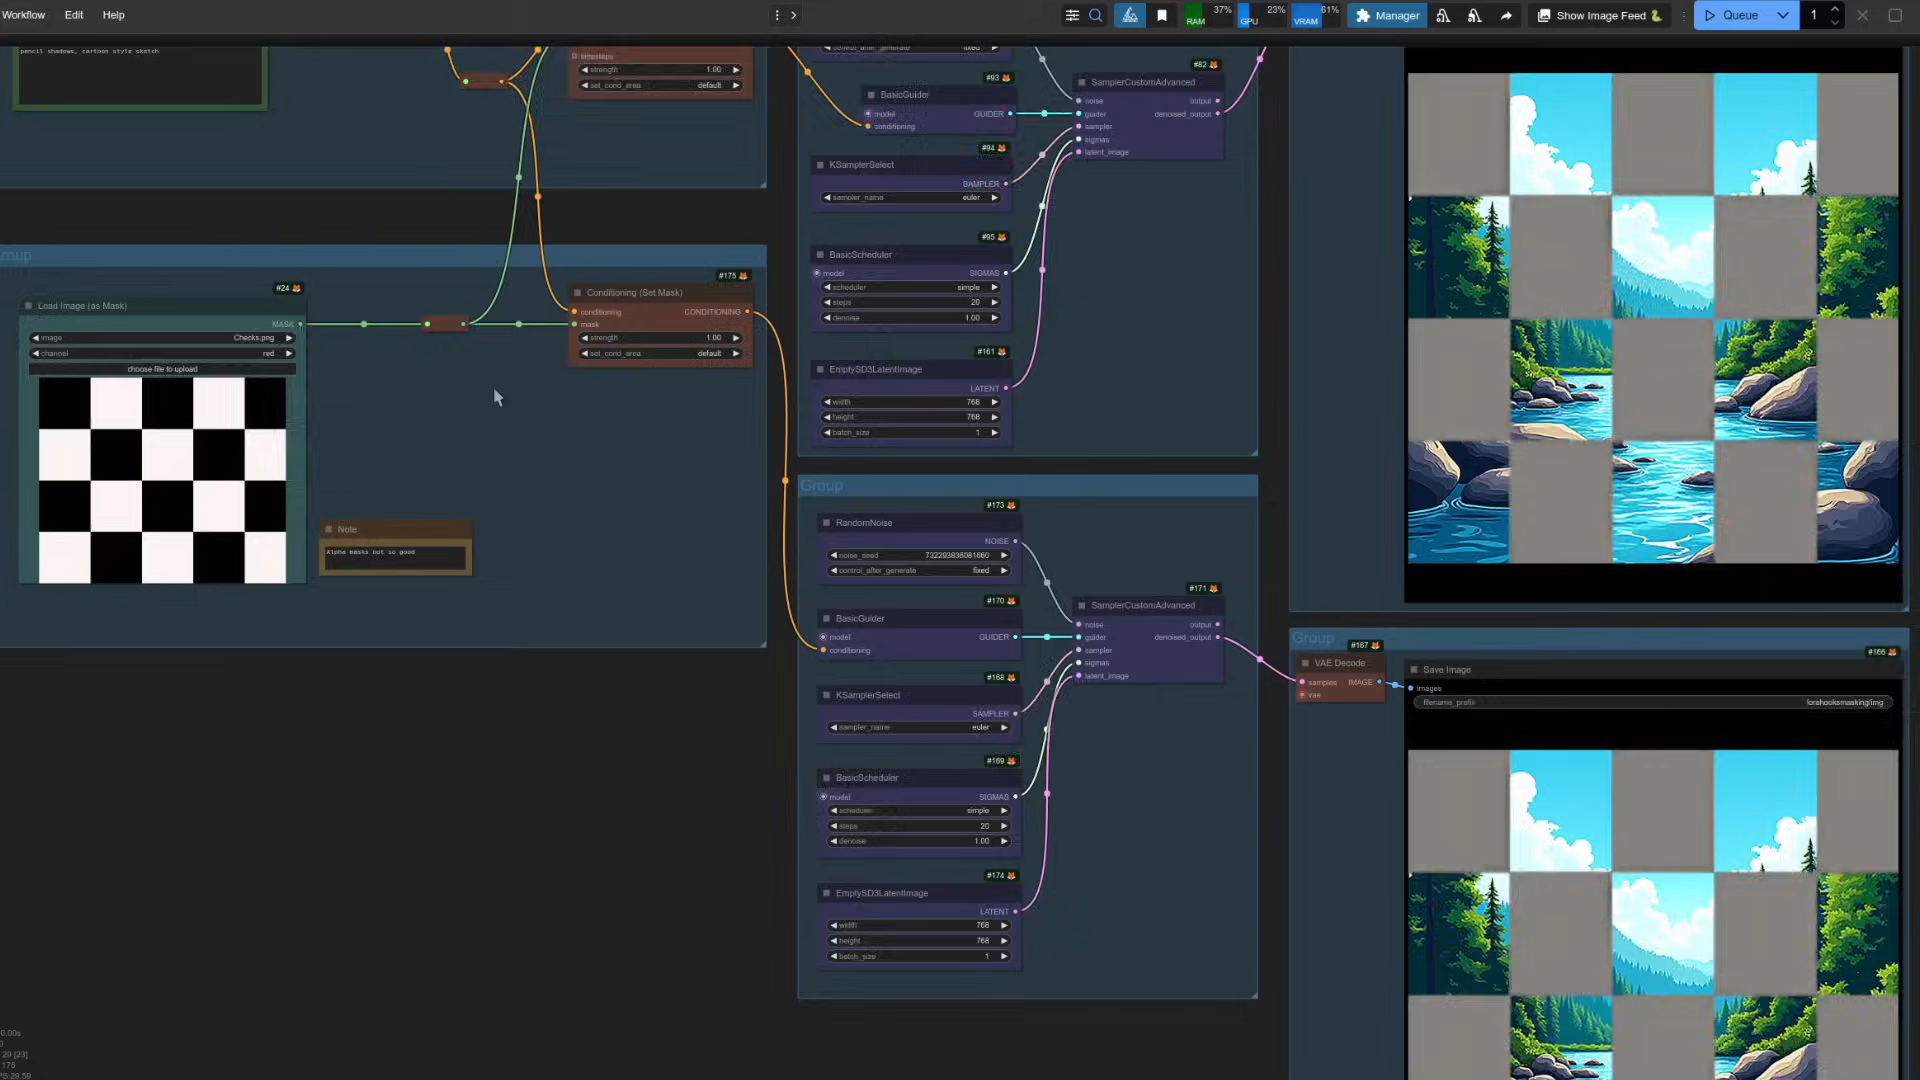 Workflow
Edit
Help
RAM
37%
GPU
23%
VRAM
61%
Manager
Show Image Feed
Queue
1
pencil shadows, cartoon style sketch
timesteps
strength
1.00
set_cond_area
default
control_after_generate
fixed
#93
BasicGuider
model
GUIDER
conditioning
#82
SamplerCustomAdvanced
noise
output
guider
denoised_output
sampler
sigmas
latent_image
#94
KSamplerSelect
SAMPLER
sampler_name
euler
#95
BasicScheduler
model
SIGMAS
scheduler
simple
steps
20
denoise
1.00
#161
EmptySD3LatentImage
LATENT
width
768
height
768
batch_size
1
#24
Load Image (as Mask)
MASK
image
Checks.png
channel
red
choose file to upload
#175
Conditioning (Set Mask)
conditioning
CONDITIONING
mask
strength
1.00
set_cond_area
default
Note
Alpha masks not so good
Group
#173
RandomNoise
NOISE
noise_seed
732293836081660
control_after_generate
fixed
#170
BasicGuider
model
GUIDER
conditioning
#171
SamplerCustomAdvanced
noise
output
guider
denoised_output
sampler
sigmas
latent_image
#168
KSamplerSelect
SAMPLER
sampler_name
euler
#169
BasicScheduler
model
SIGMAS
scheduler
simple
steps
20
denoise
1.00
#174
EmptySD3LatentImage
LATENT
width
768
height
768
batch_size
1
Group
#167
VAE Decode
samples
IMAGE
vae
#166
Save Image
images
filename_prefix
lorahooksmasking/img
29 [23]
175